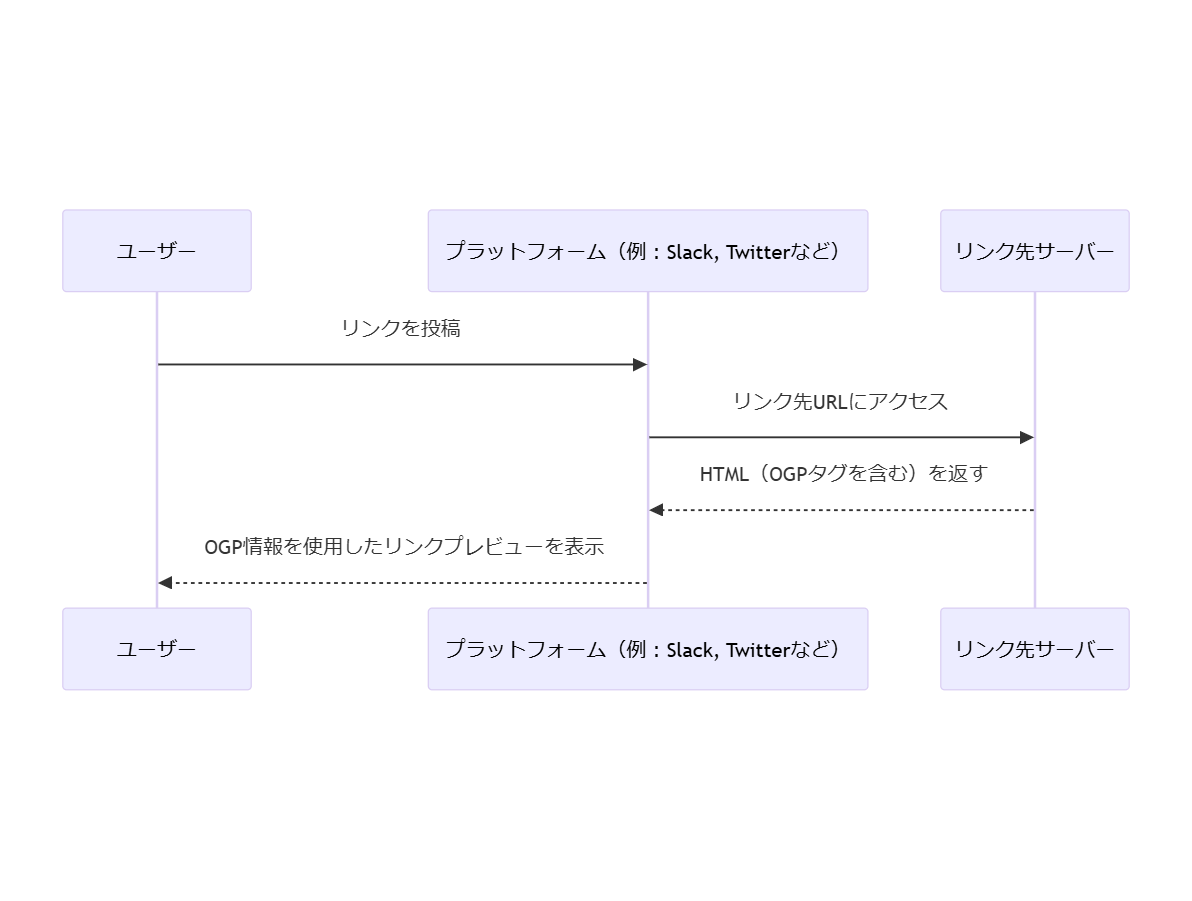 ユーザー
プラットフォーム（例：Slack, Twitterなど）
リンク先サーバー
リンクを投稿
リンク先URLにアクセス
HTML（OGPタグを含む）を返す
OGP情報を使用したリンクプレビューを表示
ユーザー
プラットフォーム（例：Slack, Twitterなど）
リンク先サーバー